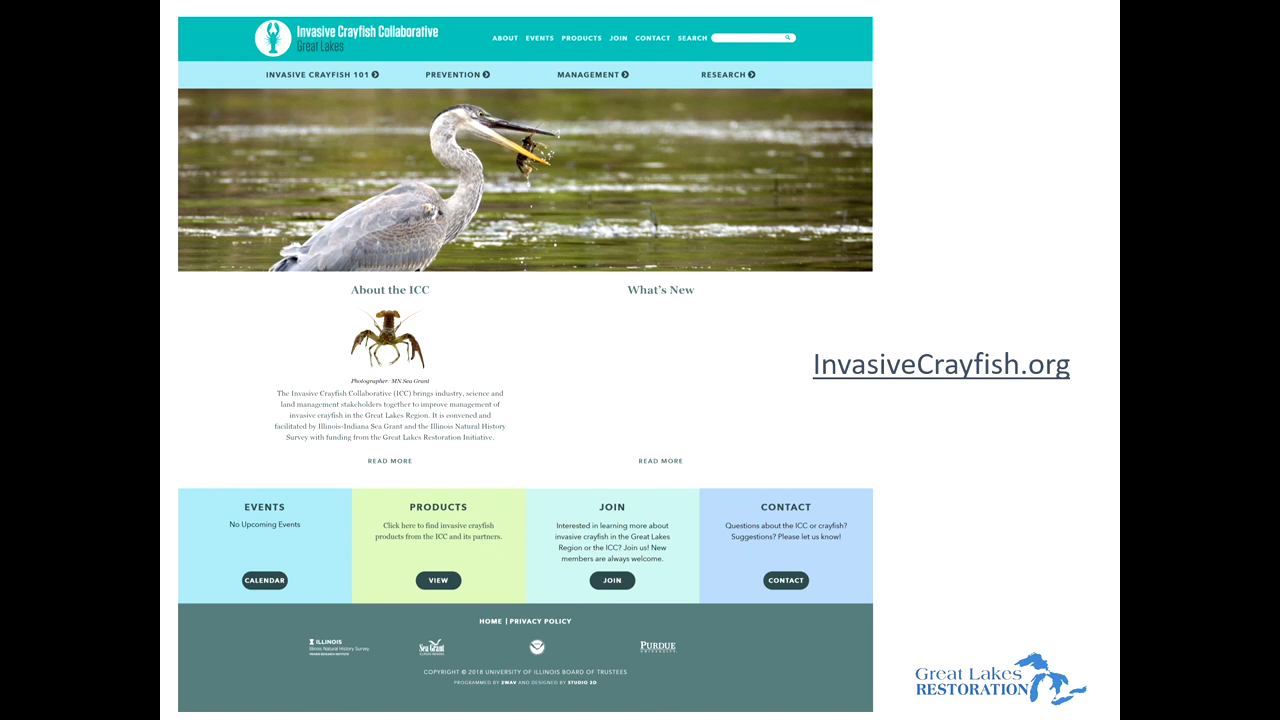 Invasive Crayfish Collaborative
Great Lakes
ABOUT EVENTS PRODUCTS JOIN CONTACT SEARCH
INVASIVE CRAYFISH 101 PREVENTION MANAGEMENT RESEARCH
About the ICC
Photographer: MN Sea Grant
The Invasive Crayfish Collaborative (ICC) brings industry, science and
land management stakeholders together to improve management of
invasive crayfish in the Great Lakes Region. It is convened and
facilitated by Illinois-Indiana Sea Grant and the Illinois Natural History
Survey with funding from the Great Lakes Restoration Initiative.
READ MORE
What's New
READ MORE
InvasiveCrayfish.org
EVENTS
No Upcoming Events
CALENDAR
PRODUCTS
Click here to find invasive crayfish
products from the ICC and its partners.
VIEW
JOIN
Interested in learning more about
invasive crayfish in the Great Lakes
Region or the ICC? Join us! New
members are always welcome.
JOIN
CONTACT
Questions about the ICC or crayfish?
Suggestions? Please let us know!
CONTACT
HOME | PRIVACY POLICY
ILLINOIS
Illinois Natural History Survey
PRAIRIE RESEARCH INSTITUTE
Sea Grant
ILLINOIS-INDIANA
PURDUE
UNIVERSITY
COPYRIGHT © 2018 UNIVERSITY OF ILLINOIS BOARD OF TRUSTEES
PROGRAMMED BY 2WAV AND DESIGNED BY STUDIO 2D
Great Lakes
RESTORATION